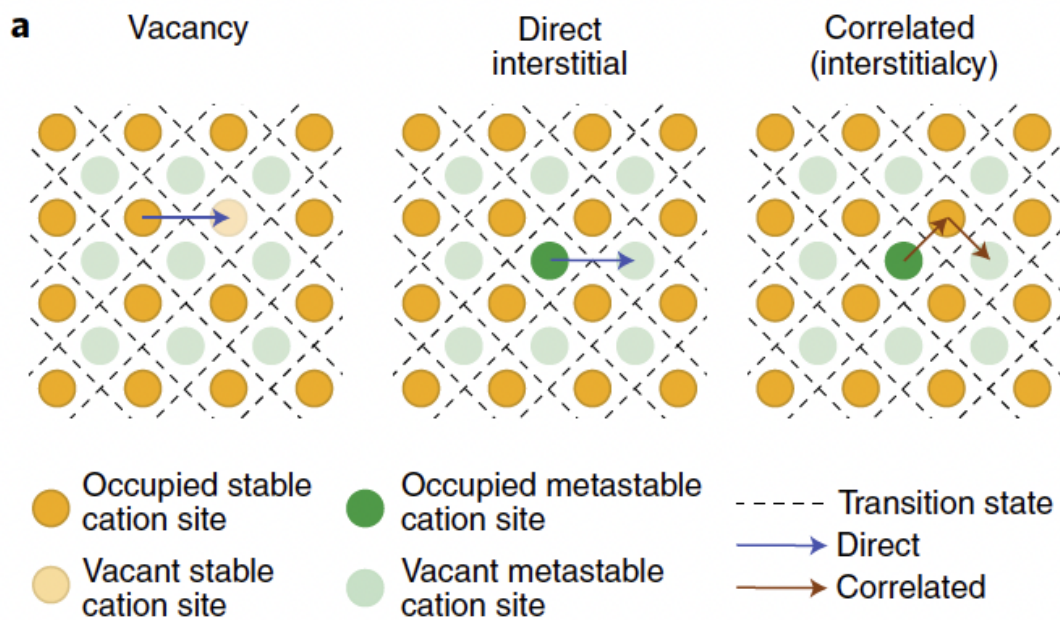 a
Vacancy
Direct
interstitial
Correlated
(interstitialcy)
Occupied stable
cation site
Vacant stable
cation site
Occupied metastable
cation site
Vacant metastable
cation site
Transition state
Direct
Correlated